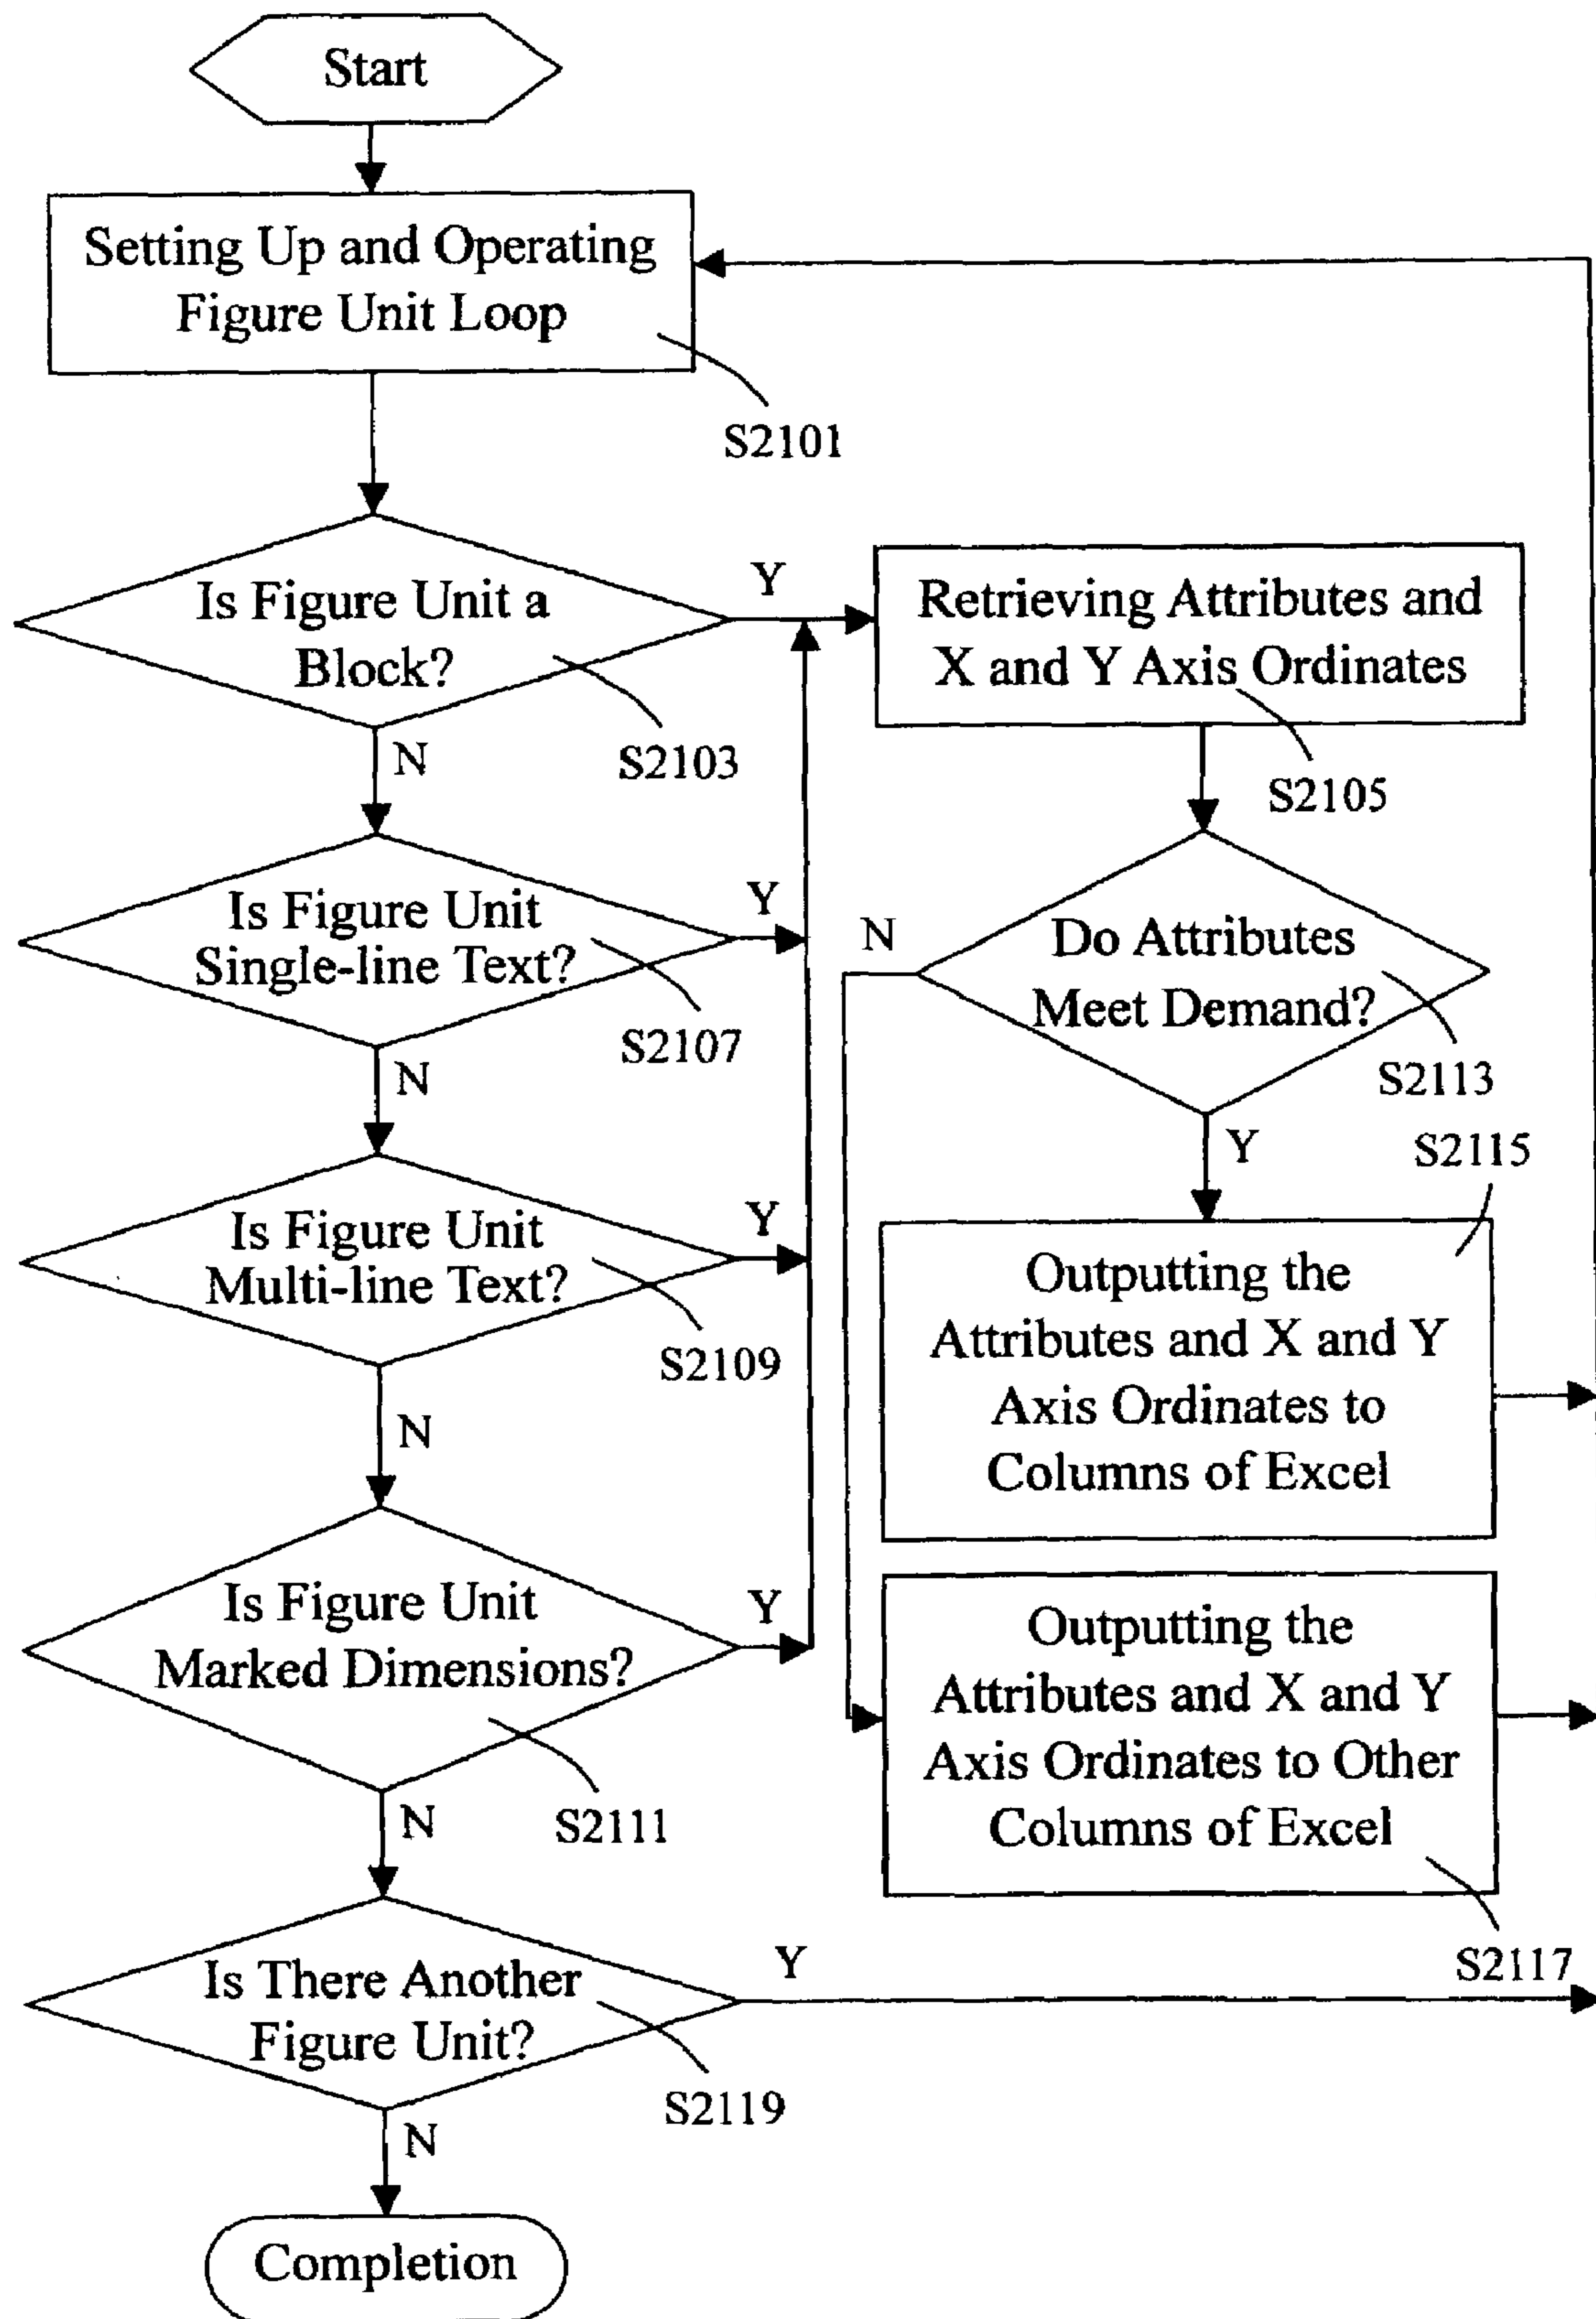 Start
Setting Up and Operating
Figure Unit Loop
S2101
Is Figure Unit a
Block?
S2103
Y
N
Retrieving Attributes and
X and Y Axis Ordinates
S2105
Is Figure Unit
Single-line Text?
S2107
Y
N
Do Attributes
Meet Demand?
S2113
N
Y
Is Figure Unit
Multi-line Text?
S2109
Y
N
S2115
Outputting the
Attributes and X and Y
Axis Ordinates to
Columns of Excel
Is Figure Unit
Marked Dimensions?
S2111
Y
N
Outputting the
Attributes and X and Y
Axis Ordinates to Other
Columns of Excel
S2117
Is There Another
Figure Unit?
S2119
Y
N
Completion